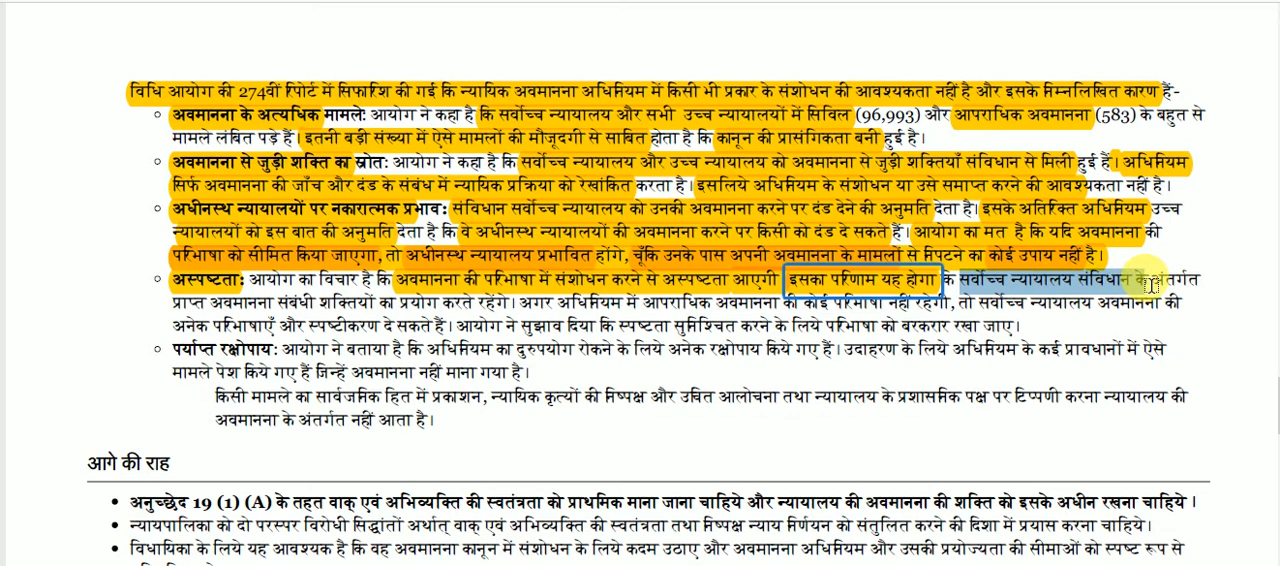 विधि आयोग की 274वीं रिपोर्ट में सिफारिश की गई कि न्यायिक अवमानना अधिनियम में किसी भी प्रकार के संशोधन की आवश्यकता नहीं है और इसके निम्नलिखित कारण हैं-
अवमानना के अत्यधिक मामले: आयोग ने कहा है कि सर्वोच्च न्यायालय और सभी उच्च न्यायालयों में सिविल (96,993) और आपराधिक अवमानना (583) के बहुत से
मामले लंबित पड़े हैं। इतनी बड़ी संख्या में ऐसे मामलों की मौजूदगी से साबित होता है कि कानून की प्रासंगिकता बनी हुई है।
अवमानना से जुड़ी शक्ति का स्रोत: आयोग ने कहा है कि सर्वोच्च न्यायालय और उच्च न्यायालय को अवमानना से जुड़ी शक्तियाँ संविधान से मिली हुई हैं। अधिनियम
सिर्फ अवमानना की जाँच और दंड के संबंध में न्यायिक प्रक्रिया को रेखांकित करता है। इसलिये अधिनियम के संशोधन या उसे समाप्त करने की आवश्यकता नहीं है।
अधीनस्थ न्यायालयों पर नकारात्मक प्रभाव: संविधान सर्वोच्च न्यायालय को उनकी अवमानना करने पर दंड देने की अनुमति देता है। इसके अतिरिक्त अधिनियम उच्च
न्यायालयों को इस बात की अनुमति देता है कि वे अधीनस्थ न्यायालयों की अवमानना करने पर किसी को दंड दे सकते हैं। आयोग का मत है कि यदि अवमानना की
परिभाषा को सीमित किया जाएगा, तो अधीनस्थ न्यायालय प्रभावित होंगे, चूँकि उनके पास अपनी अवमानना के मामलों से निपटने का कोई उपाय नहीं है।
अस्पष्टता: आयोग का विचार है कि अवमानना की परिभाषा में संशोधन करने से अस्पष्टता आएगी इसका परिणाम यह होगा कि सर्वोच्च न्यायालय संविधान के अंतर्गत
प्राप्त अवमानना संबंधी शक्तियों का प्रयोग करते रहेंगे। अगर अधिनियम में आपराधिक अवमानना की कोई परिभाषा नहीं रहेगी, तो सर्वोच्च न्यायालय अवमानना की
अनेक परिभाषाएँ और स्पष्टीकरण दे सकते हैं। आयोग ने सुझाव दिया कि स्पष्टता सुनिश्चित करने के लिये परिभाषा को बरकरार रखा जाए।
पर्याप्त रक्षोपाय: आयोग ने बताया है कि अधिनियम का दुरुपयोग रोकने के लिये अनेक रक्षोपाय किये गए हैं। उदाहरण के लिये अधिनियम के कई प्रावधानों में ऐसे
मामले पेश किये गए हैं जिन्हें अवमानना नहीं माना गया है।
किसी मामले का सार्वजनिक हित में प्रकाशन, न्यायिक कृत्यों की निष्पक्ष और उचित आलोचना तथा न्यायालय के प्रशासनिक पक्ष पर टिप्पणी करना न्यायालय की
अवमानना के अंतर्गत नहीं आता है।
आगे की राह
अनुच्छेद 19 (1) (A) के तहत वाक् एवं अभिव्यक्ति की स्वतंत्रता को प्राथमिक माना जाना चाहिये और न्यायालय की अवमानना की शक्ति को इसके अधीन रखना चाहिये।
न्यायपालिका को दो परस्पर विरोधी सिद्धांतों अर्थात् वाक् एवं अभिव्यक्ति की स्वतंत्रता तथा निष्पक्ष न्याय निर्णयन को संतुलित करने की दिशा में प्रयास करना चाहिये।
विधायिका के लिये यह आवश्यक है कि वह अवमानना कानून में संशोधन के लिये कदम उठाए और अवमानना अधिनियम और उसकी प्रयोज्यता की सीमाओं को स्पष्ट रूप से